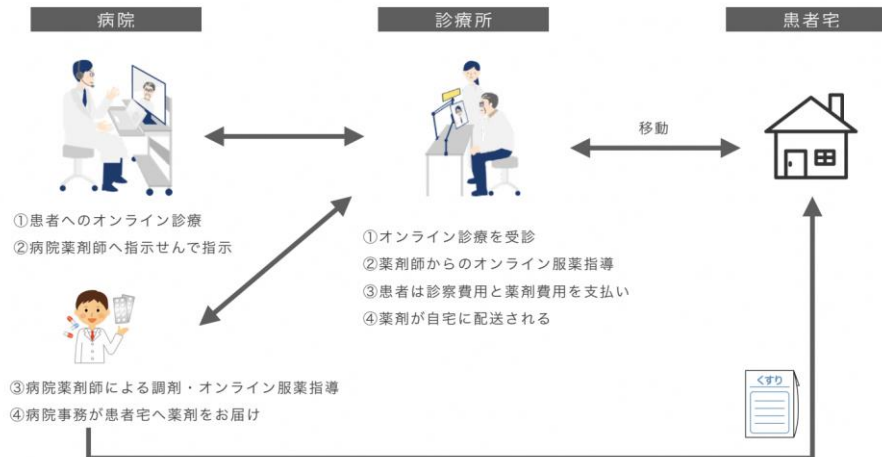 病院
診療所
患者宅
移動
①患者へのオンライン診療
②病院薬剤師へ指示せんで指示
①オンライン診療を受診
②薬剤師からのオンライン服薬指導
③患者は診察費用と薬剤費用を支払い
④薬剤が自宅に配送される
③病院薬剤師による調剤・オンライン服薬指導
④病院事務が患者宅へ薬剤をお届け
くすり